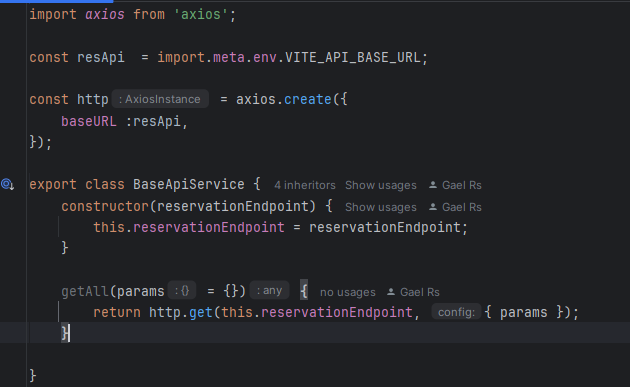 import axios from 'axios';
const resApi  = import.meta.env.VITE_API_BASE_URL;
const http : AxiosInstance  = axios.create({
    baseURL :resApi,
});
export class BaseApiService {  4 inheritors  Show usages  Gael Rs
    constructor(reservationEndpoint) {  Show usages  Gael Rs
        this.reservationEndpoint = reservationEndpoint;
    }
    getAll(params : {}  = {}) : any  {  no usages  Gael Rs
        return http.get(this.reservationEndpoint,  config: { params });
    }
}